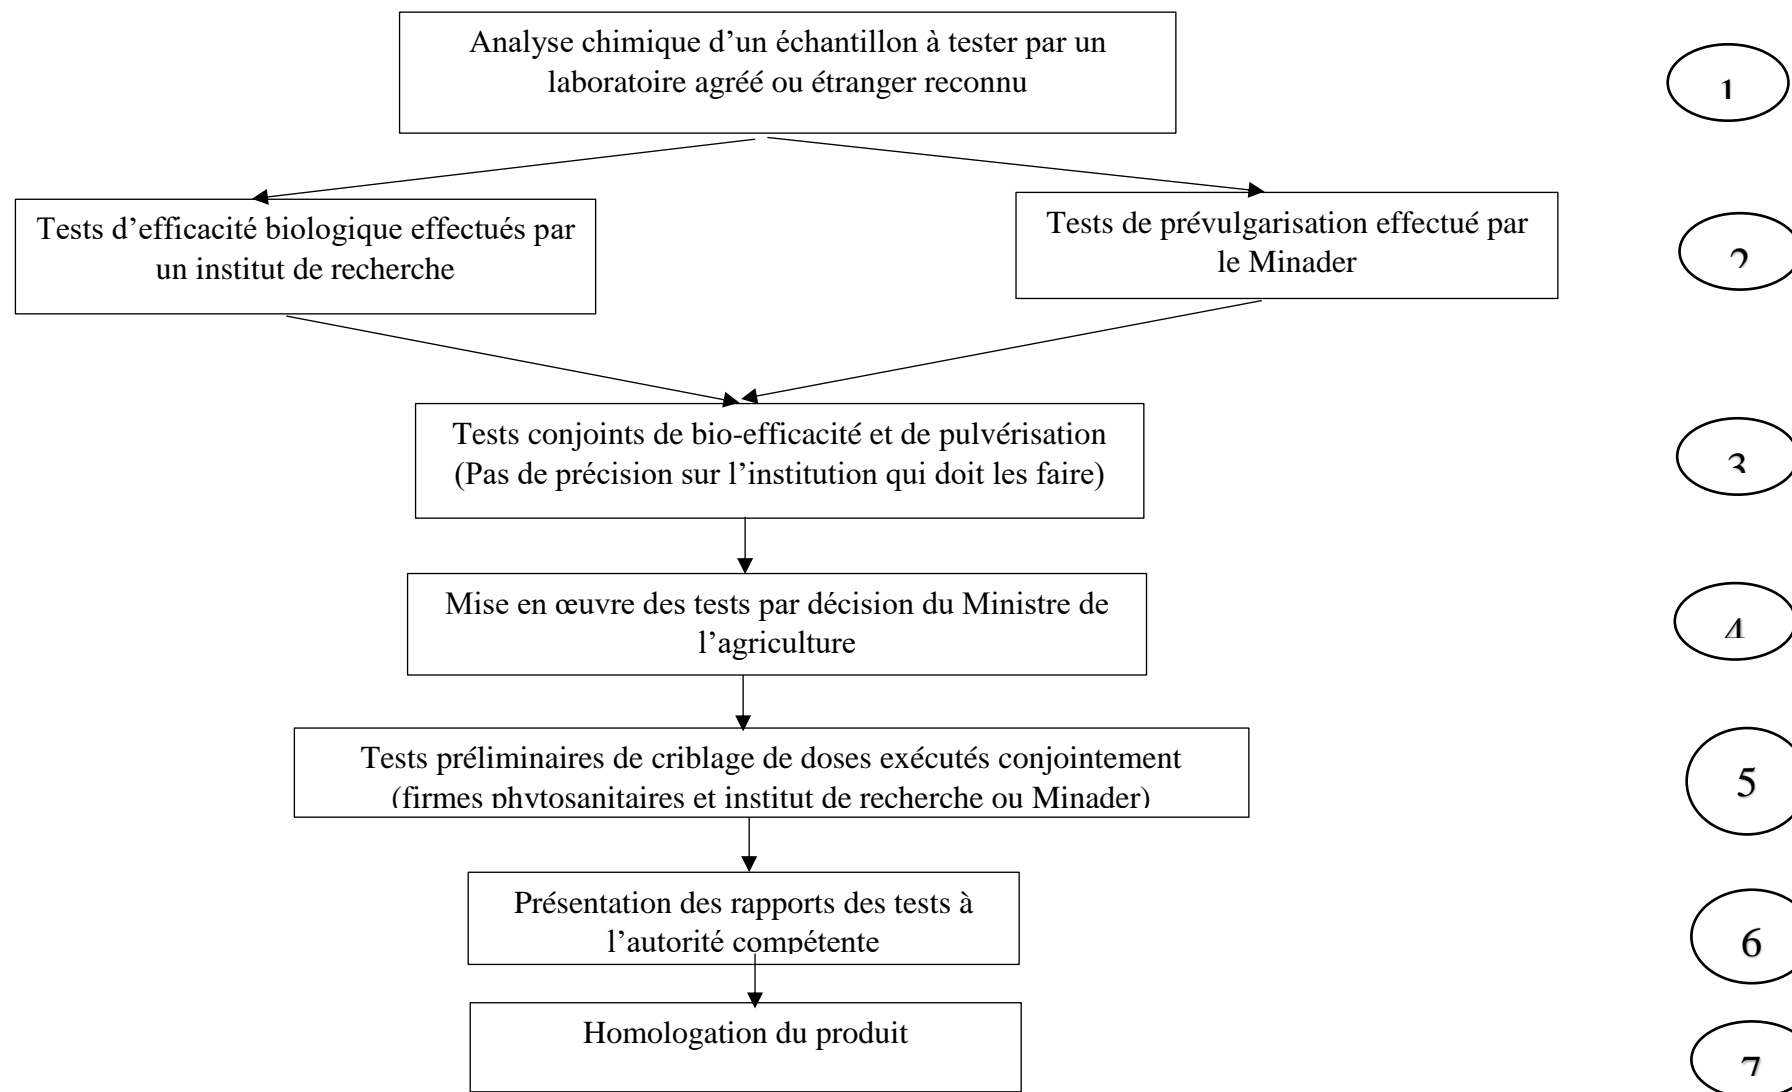 Analyse chimique d’un échantillon à tester par un
laboratoire agréé ou étranger reconnu
1
Tests d’efficacité biologique effectués par
un institut de recherche
Tests de prévulgarisation effectué par
le Minader
2
Tests conjoints de bio-efficacité et de pulvérisation
(Pas de précision sur l’institution qui doit les faire)
3
Mise en œuvre des tests par décision du Ministre de
l’agriculture
4
Tests préliminaires de criblage de doses exécutés conjointement
(firmes phytosanitaires et institut de recherche ou Minader)
5
Présentation des rapports des tests à
l’autorité compétente
6
Homologation du produit
7